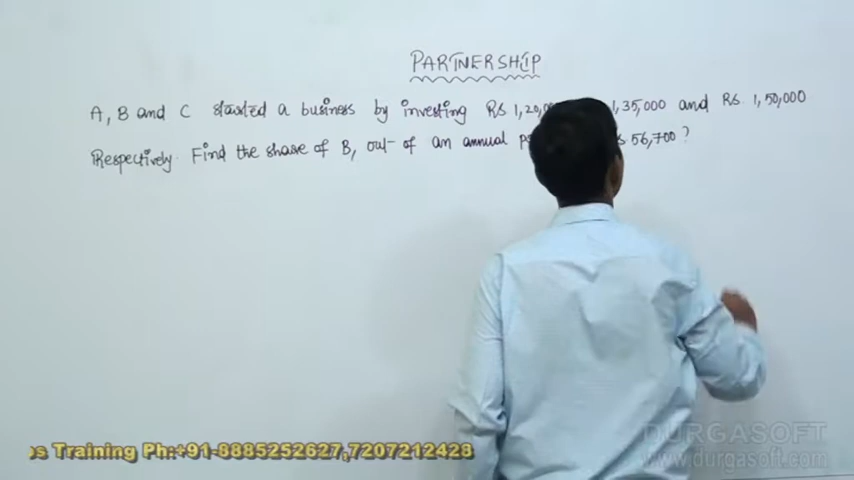 PARTNERSHIP
A, B and C started a business by investing Rs 1,20,0 1,35,000 and Rs. 1,50,000
Respectively. Find the share of B, out of an annual 56,700?
DURGASOFT
www.durgasoft.com
s Training Ph:+91-8885252627,7207212428